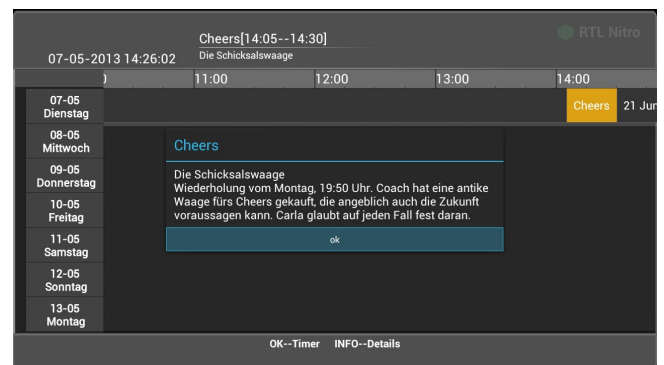 Cheers[14:05--14:30]
RTL Nitro
07-05-2013 14:26:02
Die Schicksalswaage
11:00 12:00 13:00 14:00
07-05
Dienstag
Cheers 21 Jun
08-05
Mittwoch
09-05
Donnerstag
10-05
Freitag
11-05
Samstag
12-05
Sonntag
13-05
Montag
Cheers
Die Schicksalswaage
Wiederholung vom Montag, 19:50 Uhr. Coach hat eine antike
Waage fürs Cheers gekauft, die angeblich auch die Zukunft
voraussagen kann. Carla glaubt auf jeden Fall fest daran.
ok
OK--Timer INFO--Details